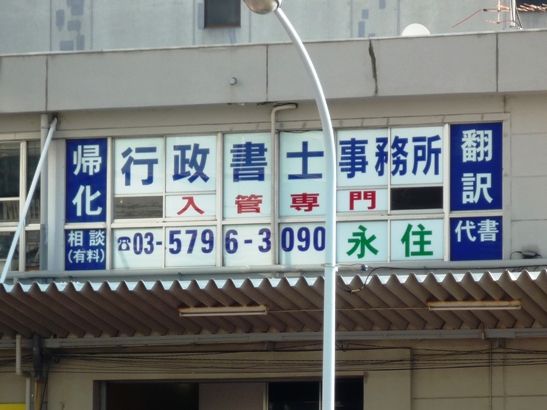 帰化
相談
(有料)
行政書士事務所
入管専門
☎03-5796-3090 永住
翻訳
代書